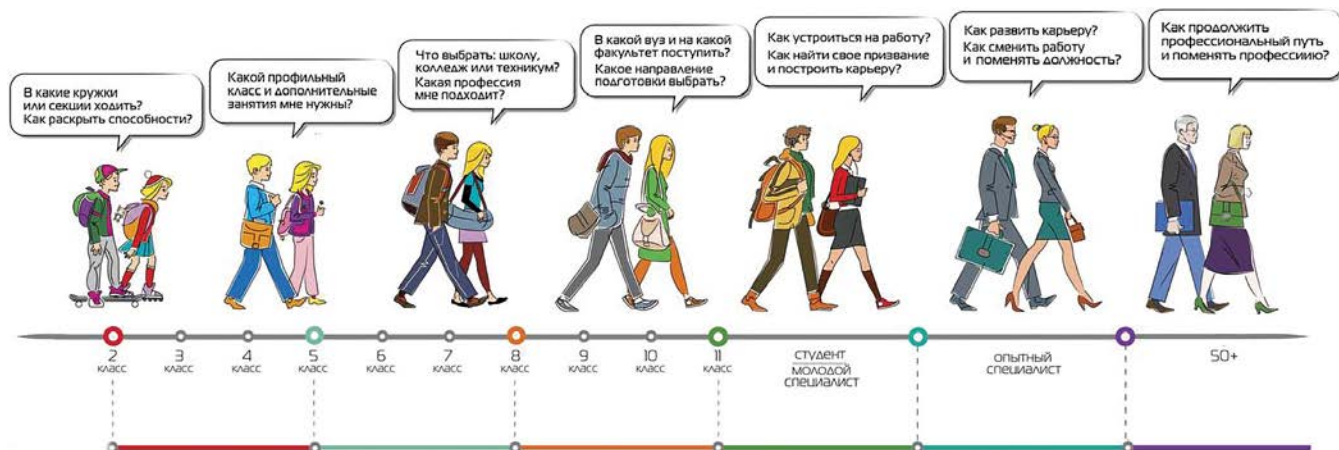 В какие кружки
или секции ходить?
Как раскрыть способности?
Какой профильный
класс и дополнительные
занятия мне нужны?
Что выбрать: школу,
колледж или техникум?
Какая профессия
мне подходит?
В какой вуз и на какой
факультет поступить?
Какое направление
подготовки выбрать?
Как устроиться на работу?
Как найти свое призвание
и построить карьеру?
Как развить карьеру?
Как сменить работу
и поменять должность?
Как продолжить
профессиональный путь
и поменять профессиию?
2
класс
3
класс
4
класс
5
класс
6
класс
7
класс
8
класс
9
класс
10
класс
11
класс
студент
молодой
специалист
опытный
специалист
50+